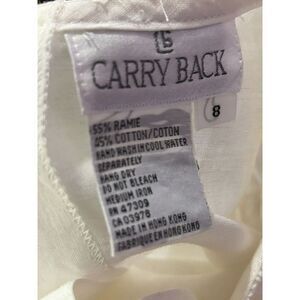 CARRY BACK
8
55% RAMIE
45% COTTON/COTON
HAND WASH IN COOL WATER
SEPARATELY
HANG DRY
DO NOT BLEACH
MEDIUM IRON
RN 47309
CA 03978
MADE IN HONG KONG
FABRIQUE EN HONG KONG